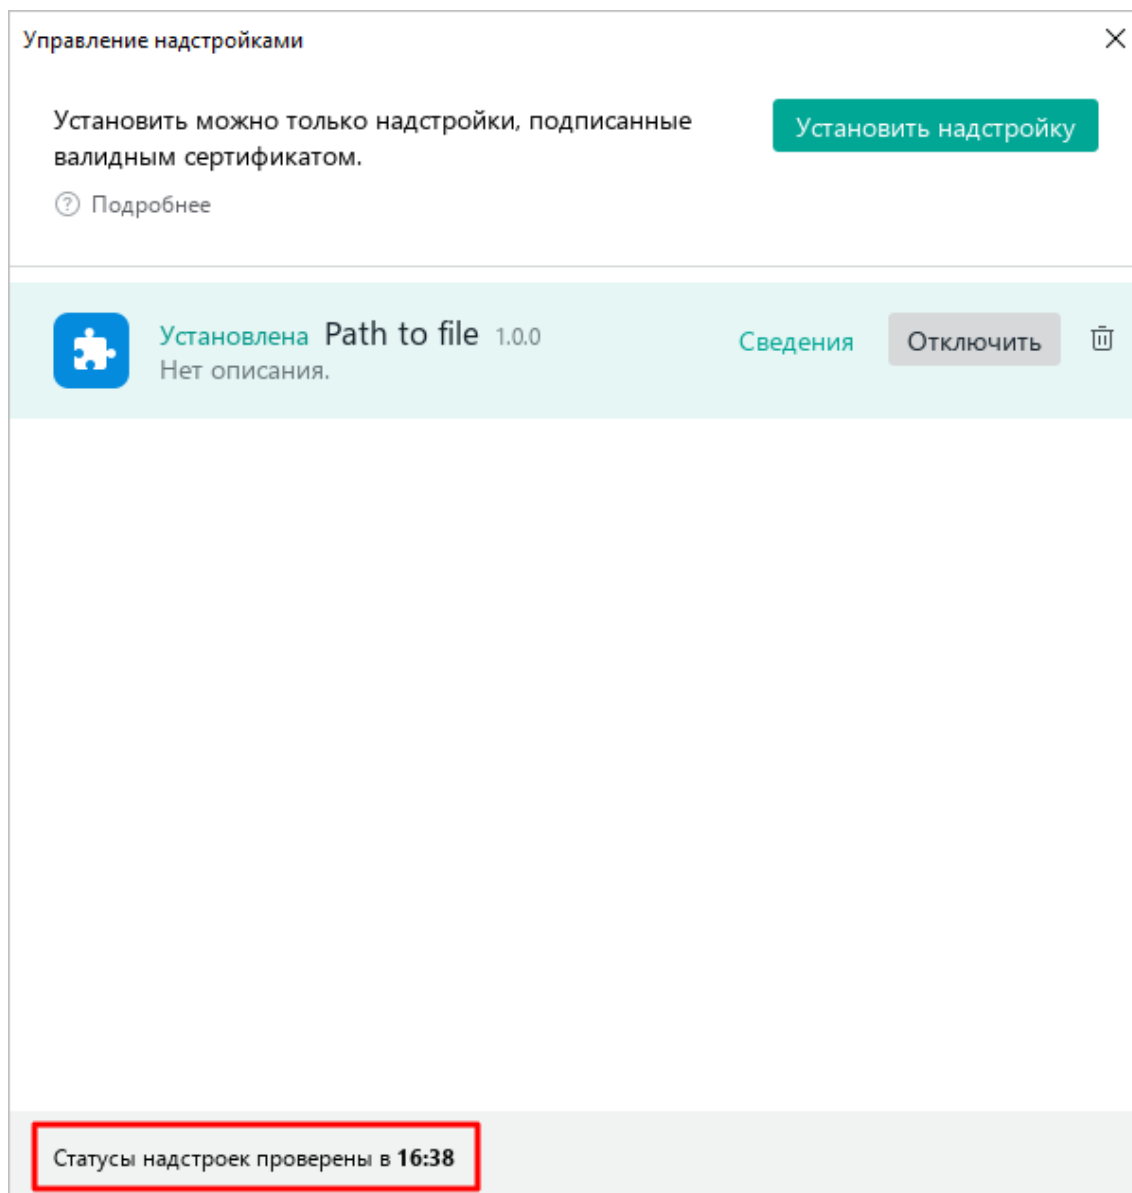 Управление надстройками
Установить можно только надстройки, подписанные
валидным сертификатом.
Установить надстройку
? Подробнее
Установлена Path to file 1.0.0
Нет описания.
Сведения
Отключить
Статусы надстроек проверены в 16:38